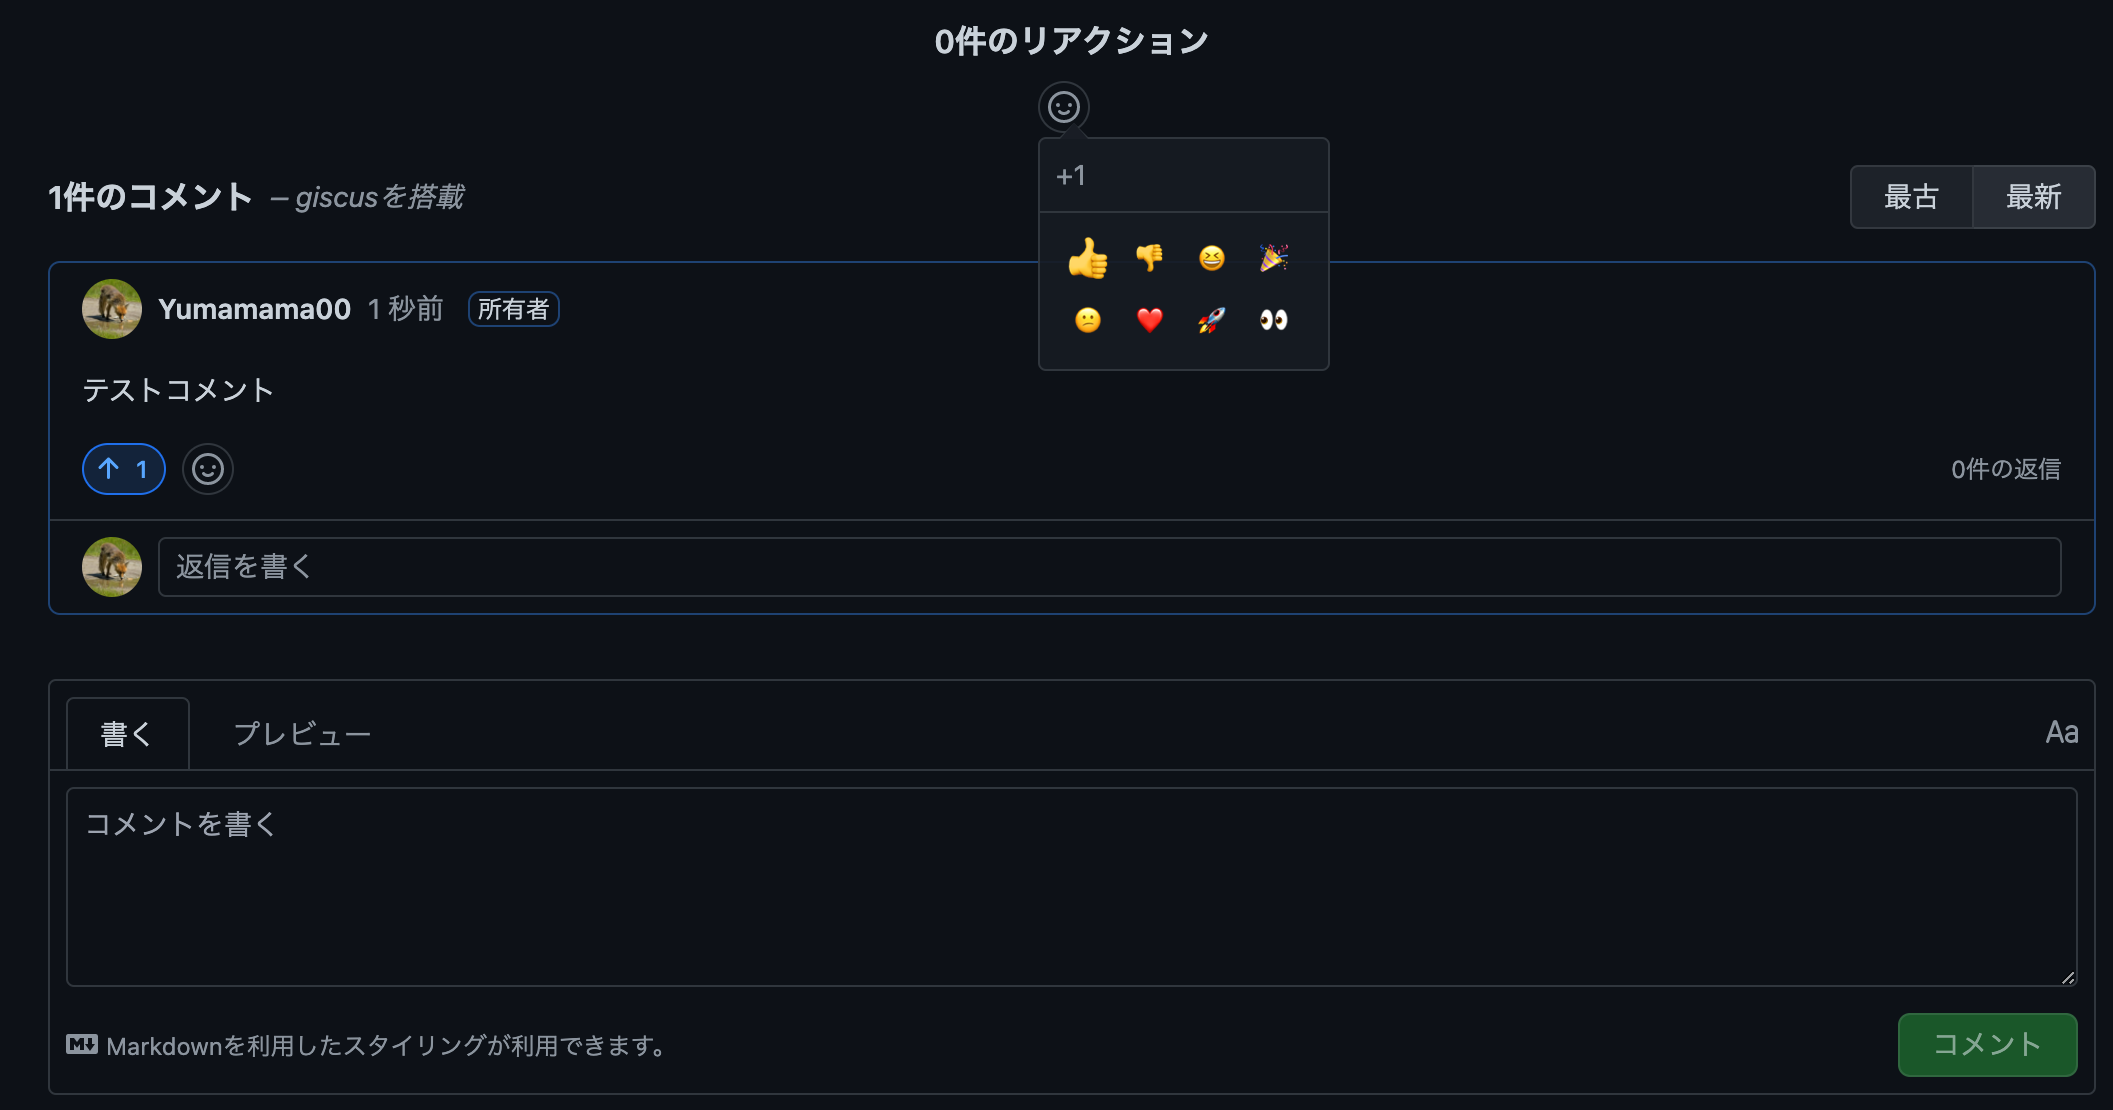 0件のリアクション
+1
1件のコメント – giscusを搭載
最古 最新
Yumamama00 1 秒前 所有者
テストコメント
1
0件の返信
返信を書く
書く プレビュー
Aa
コメントを書く
Markdownを利用したスタイリングが利用できます。
コメント